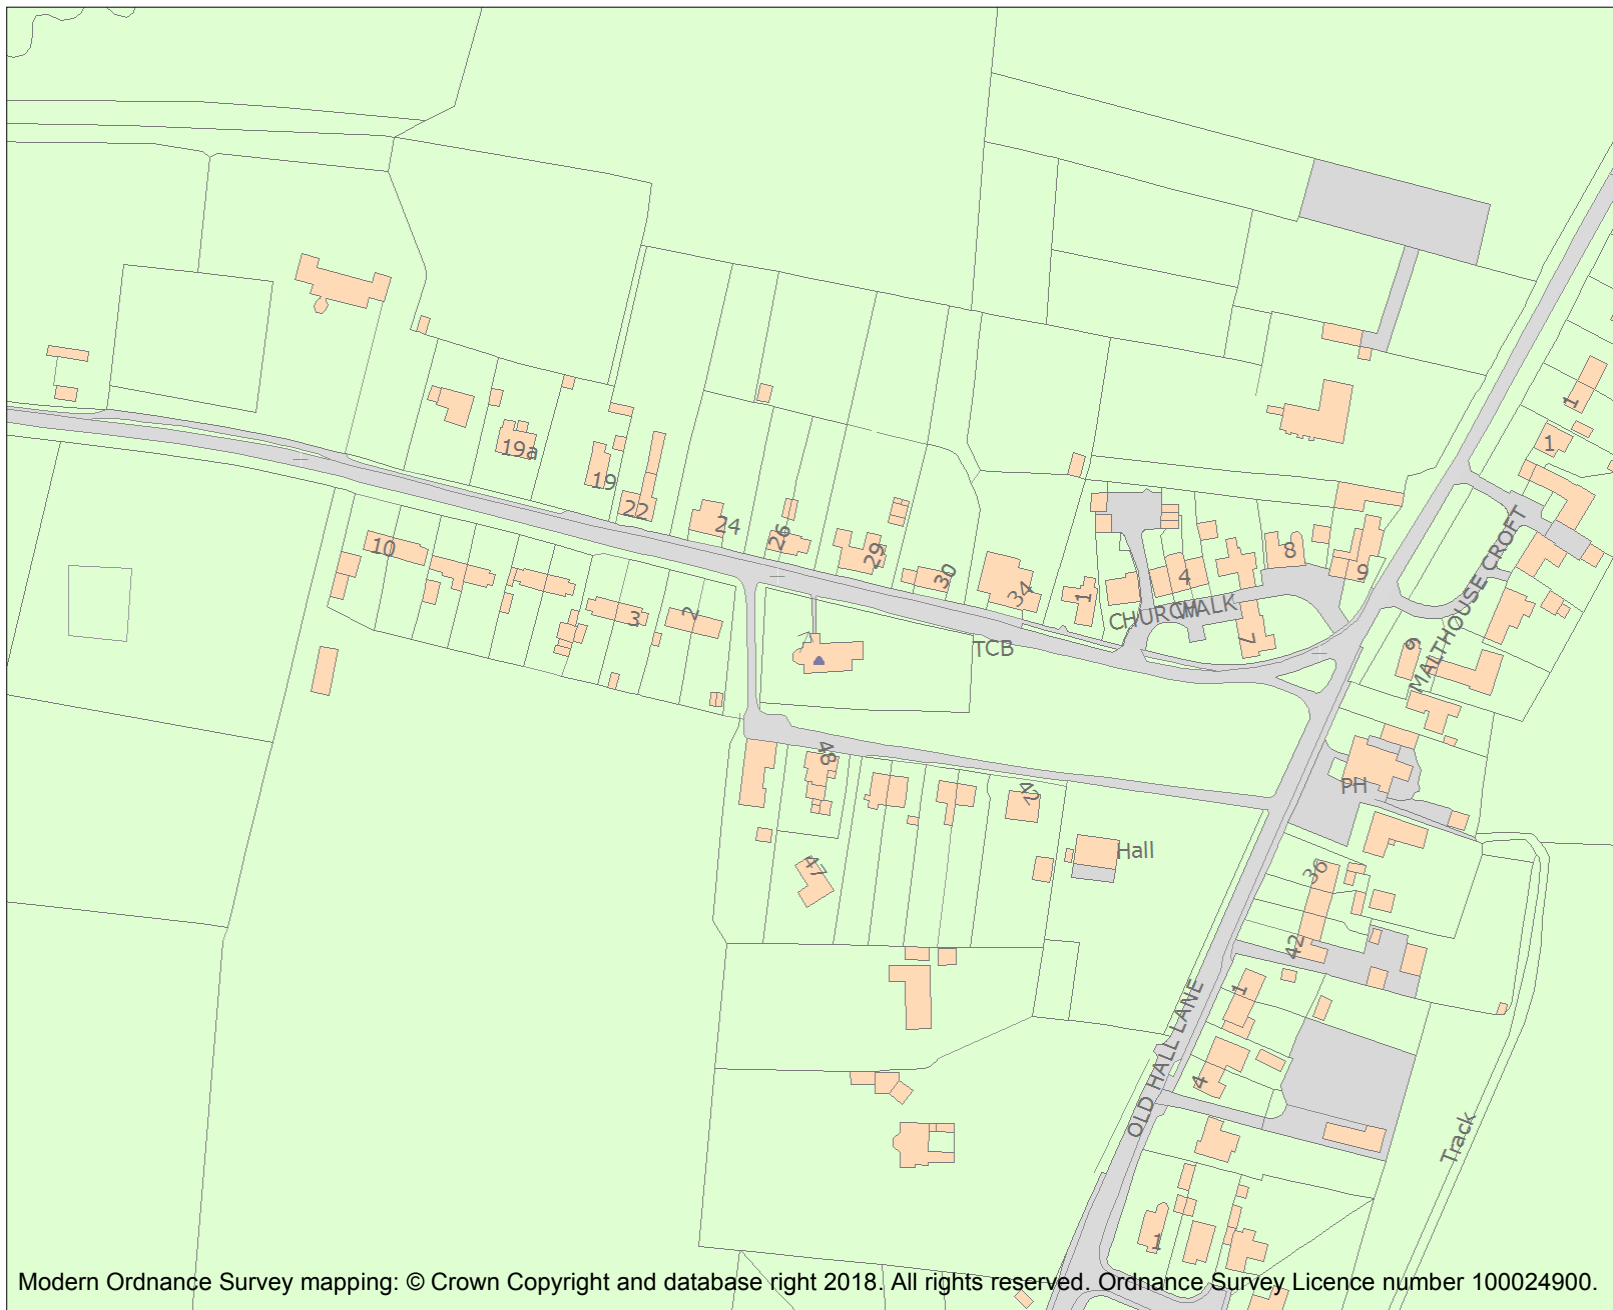 1
1
19a
19
22
24
26
29
30
34
10
3
2
1
4
8
9
7
CHURCH WALK
TCB
MALTHOUSE CROFT
9
PH
48
42
47
Hall
36
42
1
4
OLD HALL LANE
Track
1
Modern Ordnance Survey mapping: © Crown Copyright and database right 2018. All rights reserved. Ordnance Survey Licence number 100024900.